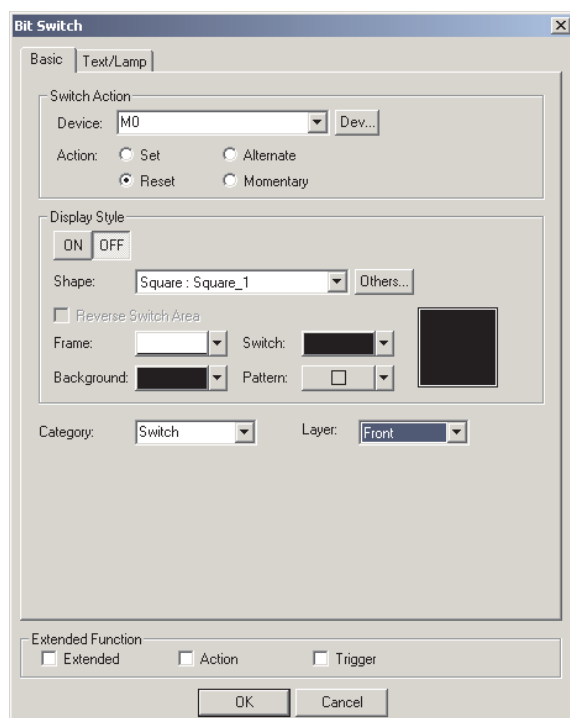 Bit Switch
Basic Text/Lamp
Switch Action
Device: M0 Dev...
Action: Set Alternate
Reset Momentary
Display Style
ON OFF
Shape: Square : Square_1 Others...
Reverse Switch Area
Frame: Switch:
Background: Pattern:
Category: Switch Layer: Front
Extended Function
Extended Action Trigger
OK Cancel